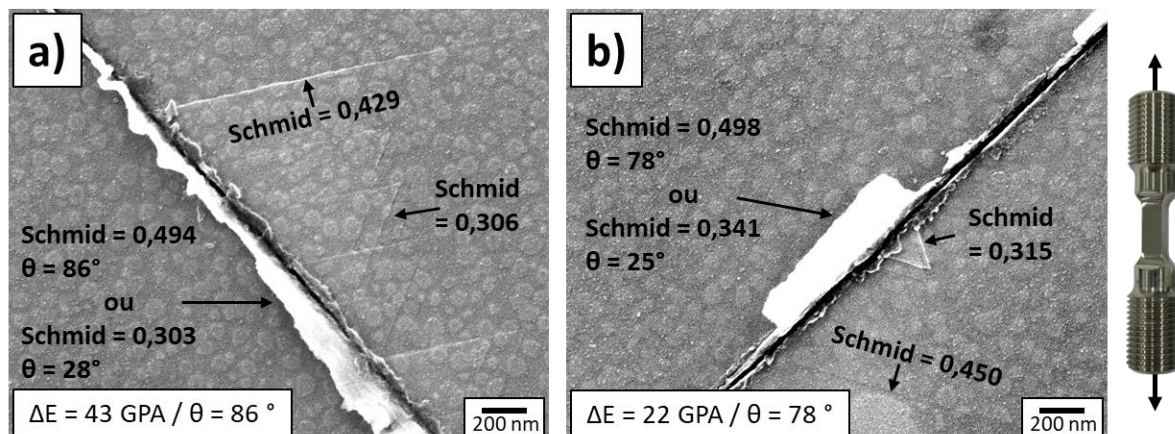 a)
Schmid = 0,429
Schmid
= 0,306
Schmid = 0,494
θ = 86°
ou
Schmid = 0,303
θ = 28°
ΔE = 43 GPA / θ = 86 °
200 nm
b)
Schmid = 0,498
θ = 78°
ou
Schmid = 0,341
θ = 25°
Schmid
= 0,315
Schmid = 0,450
ΔE = 22 GPA / θ = 78 °
200 nm